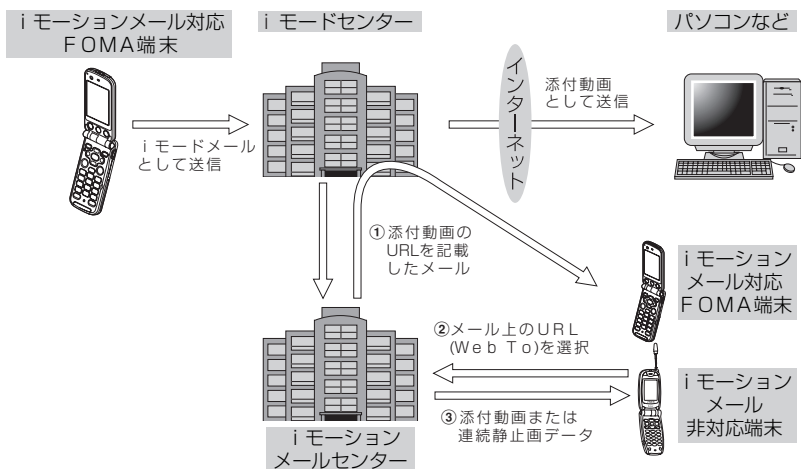 ｉモーションメール対応
ＦＯＭＡ端末
ｉモードセンター
パソコンなど
ｉモードメール
として送信
インターネット
添付動画
として送信
①添付動画の
URLを記載
したメール
ｉモーション
メール対応
ＦＯＭＡ端末
②メール上のＵＲＬ
(Web To)を選択
③添付動画または
連続静止画データ
ｉモーション
メール
非対応端末
ｉモーション
メールセンター